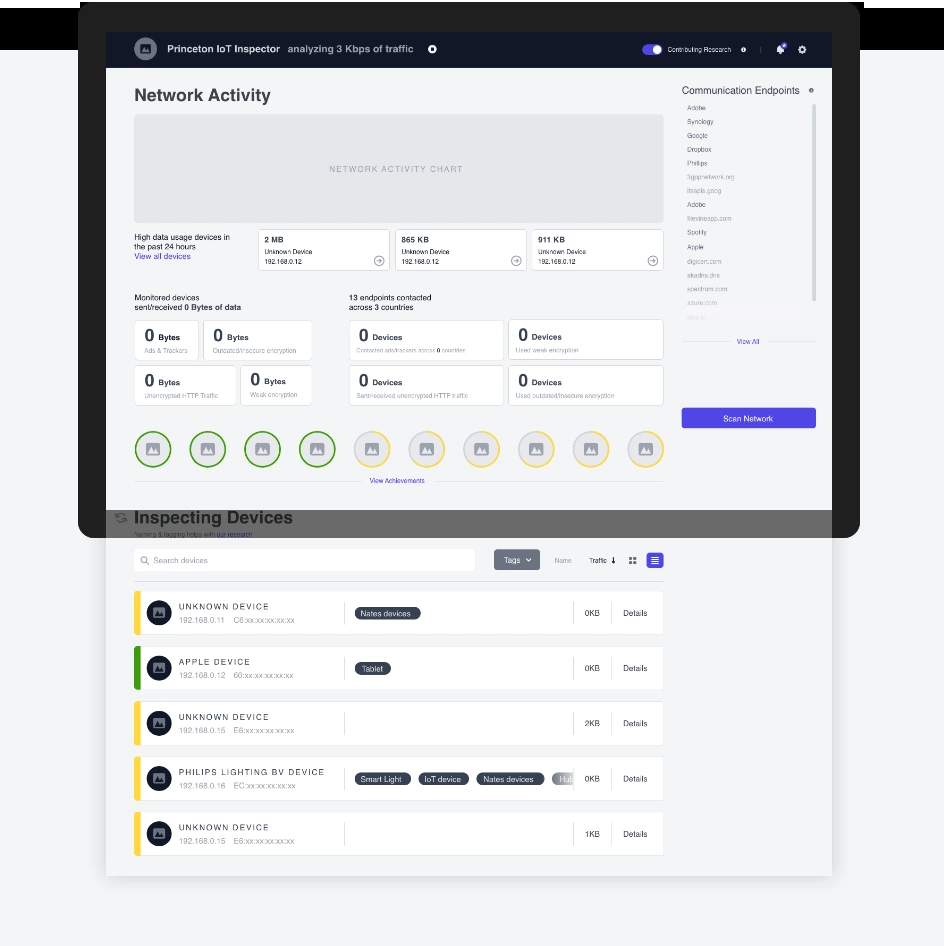 Princeton IoT Inspector analyzing 3 Kbps of traffic
Contributing Research
Network Activity
NETWORK ACTIVITY CHART
High data usage devices in
the past 24 hours
View all devices
2 MB
Unknown Device
192.168.0.12
865 KB
Unknown Device
192.168.0.12
911 KB
Unknown Device
192.168.0.12
Monitored devices
sent/received 0 Bytes of data
0 Bytes
Ads & Trackers
0 Bytes
Outdated/insecure encryption
0 Bytes
Unencrypted HTTP Traffic
0 Bytes
Weak encryption
13 endpoints contacted
across 3 countries
0 Devices
Contacted ads/trackers across 0 countries
0 Devices
Used weak encryption
0 Devices
Sent/received unencrypted HTTP traffic
0 Devices
Used outdated/insecure encryption
View Achievements
Communication Endpoints
Adobe
Synology
Google
Dropbox
Phillips
3gppnetwork.org
itsapis.goog
Adobe
filevineapp.com
Spotify
Apple
digicert.com
akadns.dns
spectrum.com
azure.com
View All
Scan Network
Inspecting Devices
Naming & tagging helps with our research
Search devices
Tags
Name
Traffic
UNKNOWN DEVICE
192.168.0.11 C6:xx:xx:xx:xx:xx
Nates devices
0KB
Details
APPLE DEVICE
192.168.0.12 60:xx:xx:xx:xx:xx
Tablet
0KB
Details
UNKNOWN DEVICE
192.168.0.15 E6:xx:xx:xx:xx:xx
2KB
Details
PHILIPS LIGHTING BV DEVICE
192.168.0.16 EC:xx:xx:xx:xx:xx
Smart Light
IoT device
Nates devices
0KB
Details
UNKNOWN DEVICE
192.168.0.15 E6:xx:xx:xx:xx:xx
1KB
Details